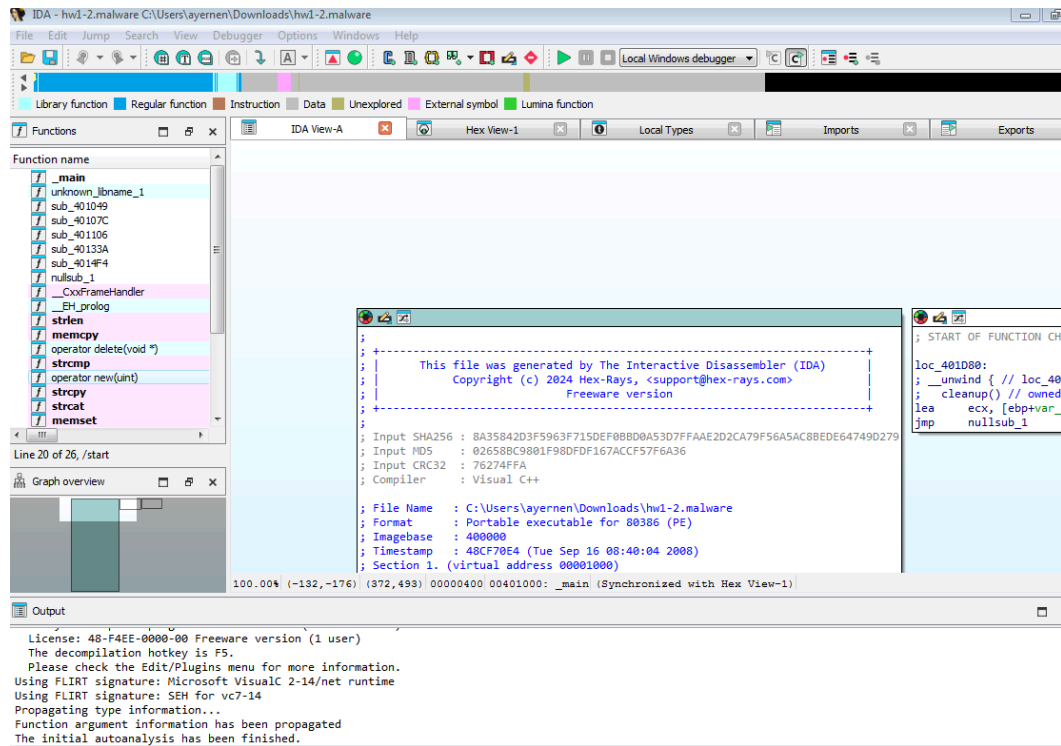 IDA - hw1-2.malware C:\Users\ayernen\Downloads\hw1-2.malware
File Edit Jump Search View Debugger Options Windows Help
Local Windows debugger
Library function Regular function Instruction Data Unexplored External symbol Lumina function
Functions
IDA View-A Hex View-1 Local Types Imports Exports
Function name
_main
unknown_libname_1
sub_401049
sub_40107C
sub_401106
sub_40133A
sub_4014F4
nullsub_1
__CxxFrameHandler
__EH_prolog
strlen
memcpy
operator delete(void *)
strcmp
operator new(uint)
strcpy
strcat
memset
Line 20 of 26, /start
Graph overview
;
; +-------------------------------------------------------------------------+
; | This file was generated by The Interactive Disassembler (IDA) |
; | Copyright (c) 2024 Hex-Rays, <support@hex-rays.com> |
; | Freeware version |
; +-------------------------------------------------------------------------+
;
; Input SHA256 : 8A35842D3F5963F715DEF0BBD0A53D7FFAAE2D2CA79F56A5AC8BEDE64749D279
; Input MD5 : 02658BC9801F98DFDF167ACCF57F6A36
; Input CRC32 : 76274FFA
; Compiler : Visual C++
; File Name : C:\Users\ayernen\Downloads\hw1-2.malware
; Format : Portable executable for 80386 (PE)
; Imagebase : 400000
; Timestamp : 48CF70E4 (Tue Sep 16 08:40:04 2008)
; Section 1. (virtual address 00001000)
; START OF FUNCTION CH
loc_401D80:
; __unwind { // loc_40
; cleanup() // owned
lea ecx, [ebp+var_
jmp nullsub_1
100.00% (-132,-176) (372,493) 00000400 00401000: _main (Synchronized with Hex View-1)
Output
License: 48-F4EE-0000-00 Freeware version (1 user)
The decompilation hotkey is F5.
Please check the Edit/Plugins menu for more information.
Using FLIRT signature: Microsoft VisualC 2-14/net runtime
Using FLIRT signature: SEH for vc7-14
Propagating type information...
Function argument information has been propagated
The initial autoanalysis has been finished.